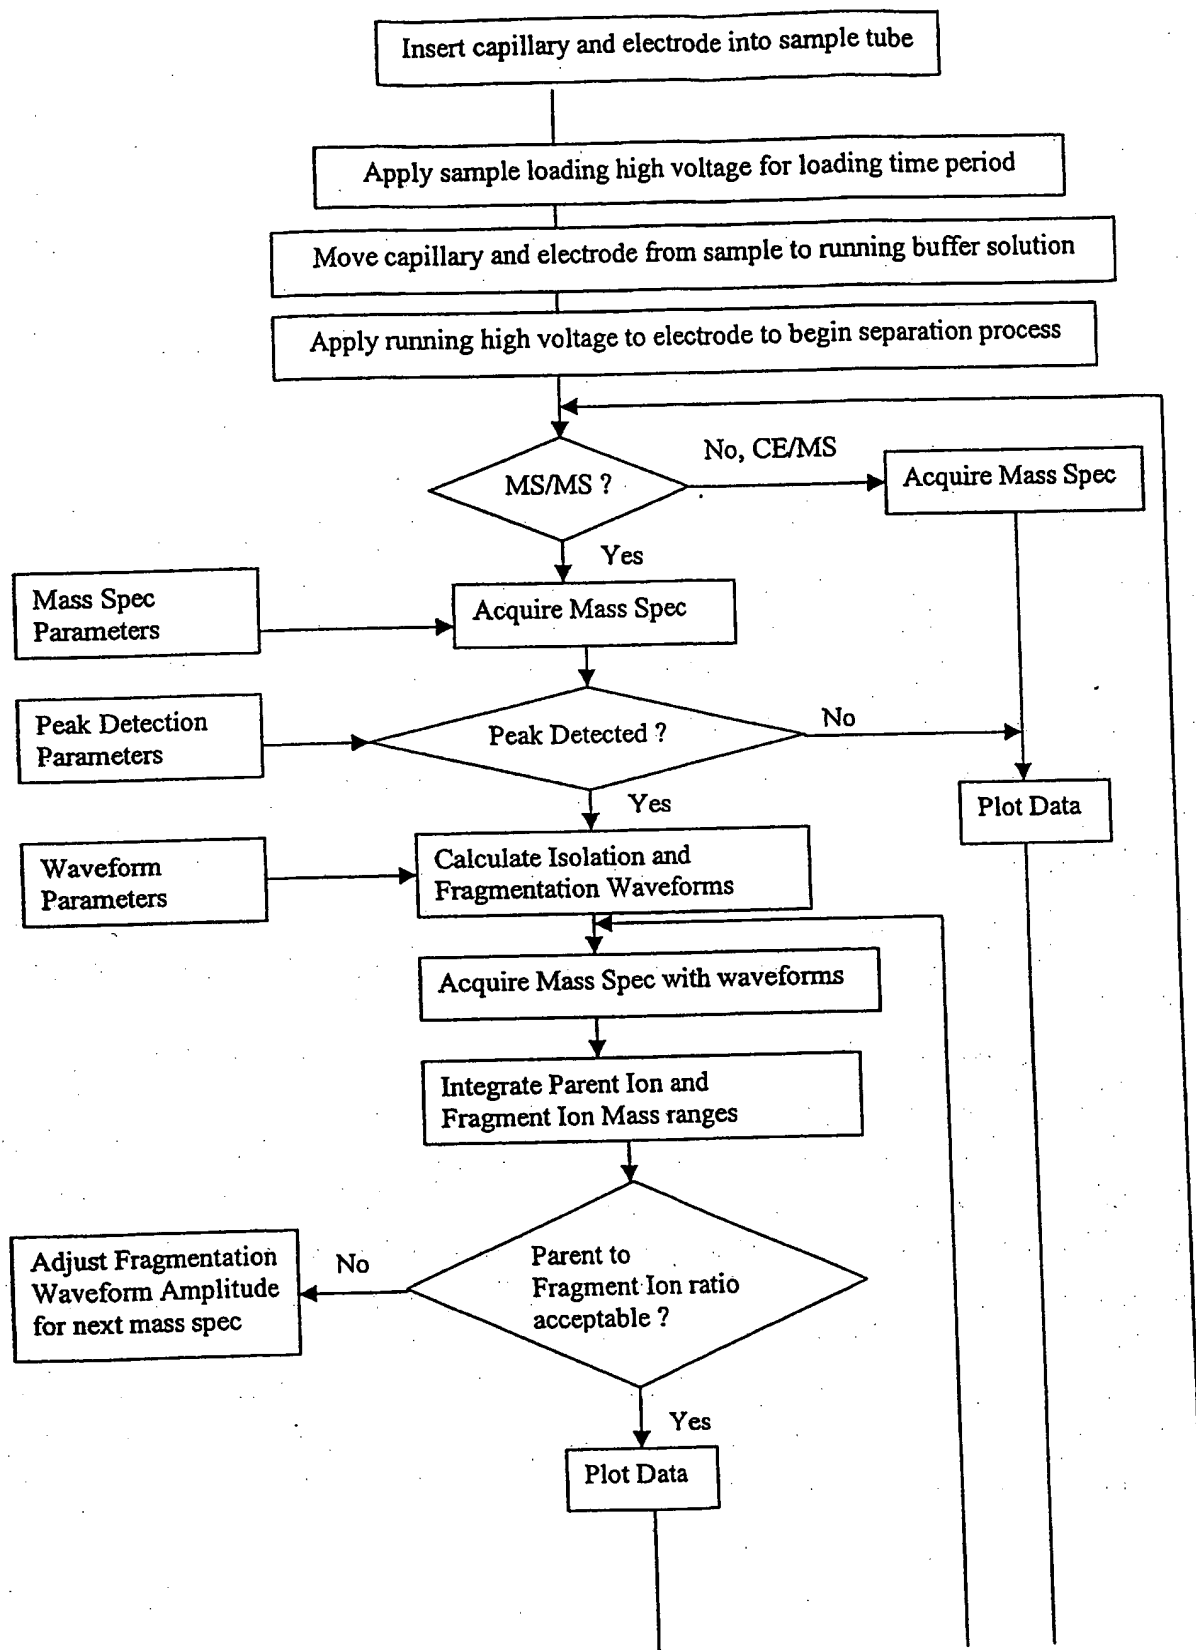 Insert capillary and electrode into sample tube
Apply sample loading high voltage for loading time period
Move capillary and electrode from sample to running buffer solution
Apply running high voltage to electrode to begin separation process
MS/MS ?
No, CE/MS
Acquire Mass Spec
Yes
Mass Spec
Parameters
Acquire Mass Spec
Peak Detection
Parameters
Peak Detected ?
No
Yes
Plot Data
Waveform
Parameters
Calculate Isolation and
Fragmentation Waveforms
Acquire Mass Spec with waveforms
Integrate Parent Ion and
Fragment Ion Mass ranges
Adjust Fragmentation
Waveform Amplitude
for next mass spec
No
Parent to
Fragment Ion ratio
acceptable ?
Yes
Plot Data